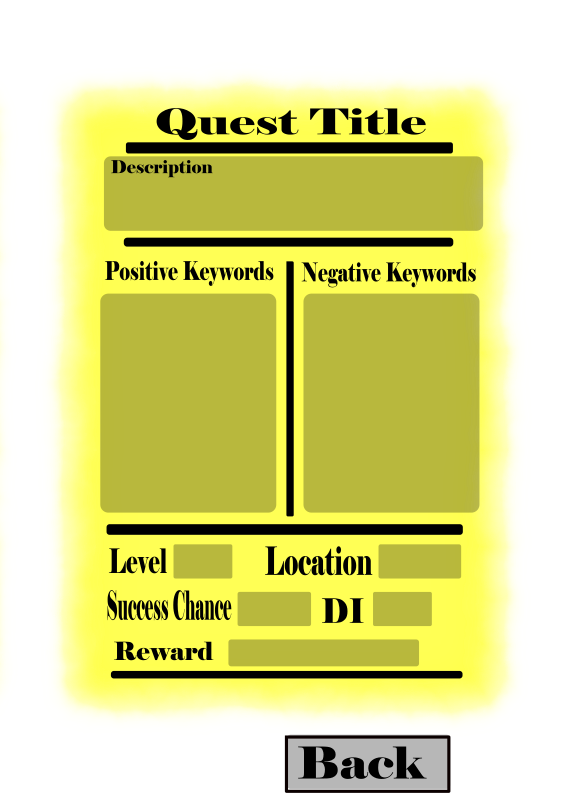 Quest Title
Description
Positive Keywords
Negative Keywords
Level
Location
Success Chance
DI
Reward
Back